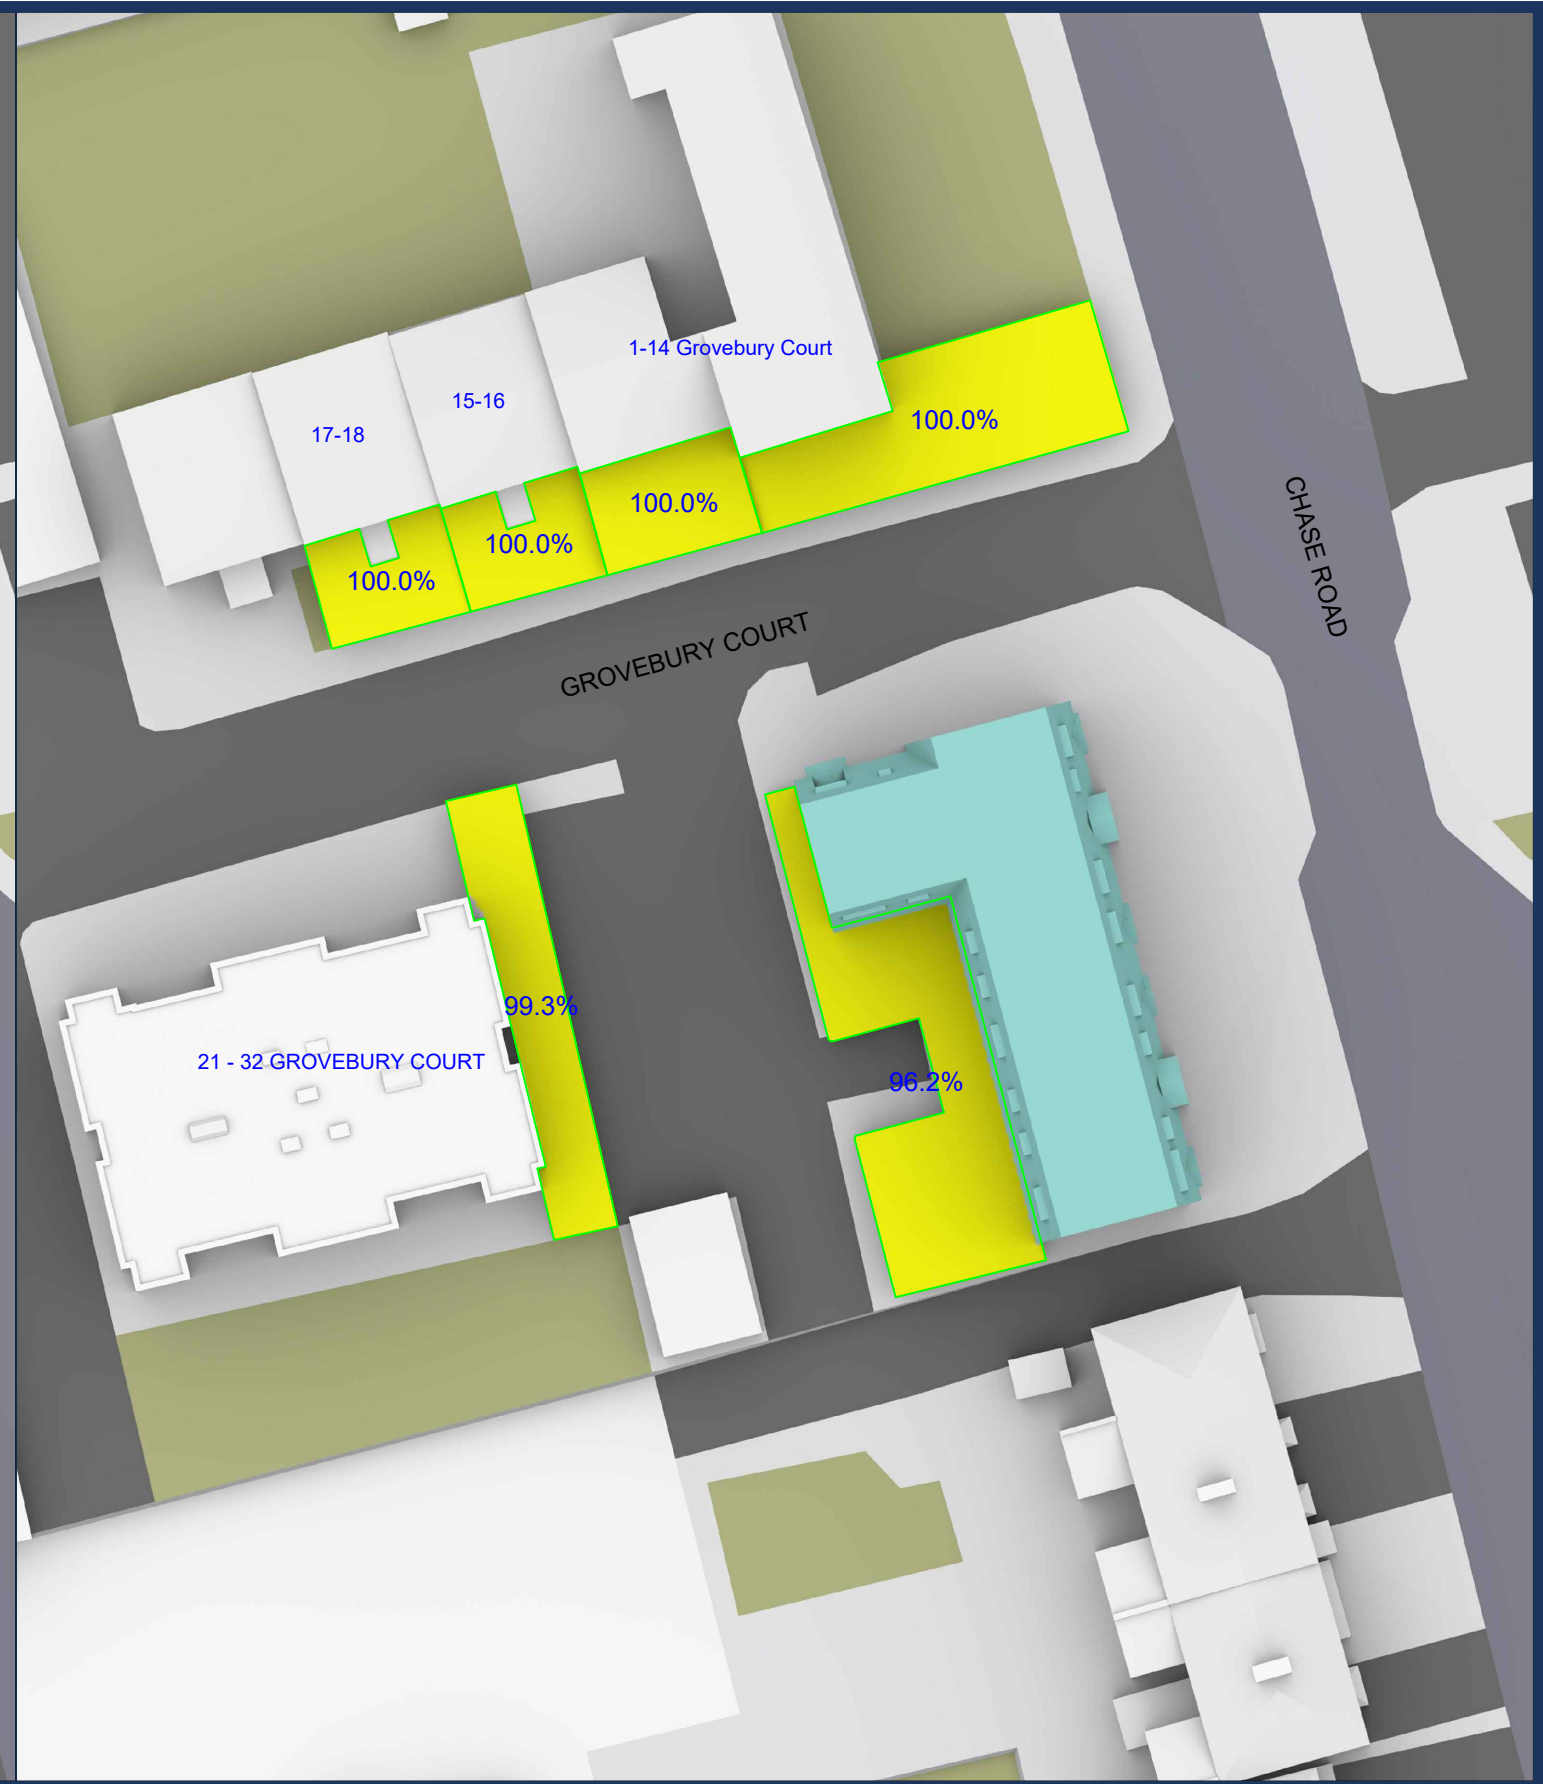 1-14 Grovebury Court
15-16
17-18
100.0%
100.0%
100.0%
100.0%
CHASE ROAD
GROVEBURY COURT
99.3%
21 - 32 GROVEBURY COURT
96.2%